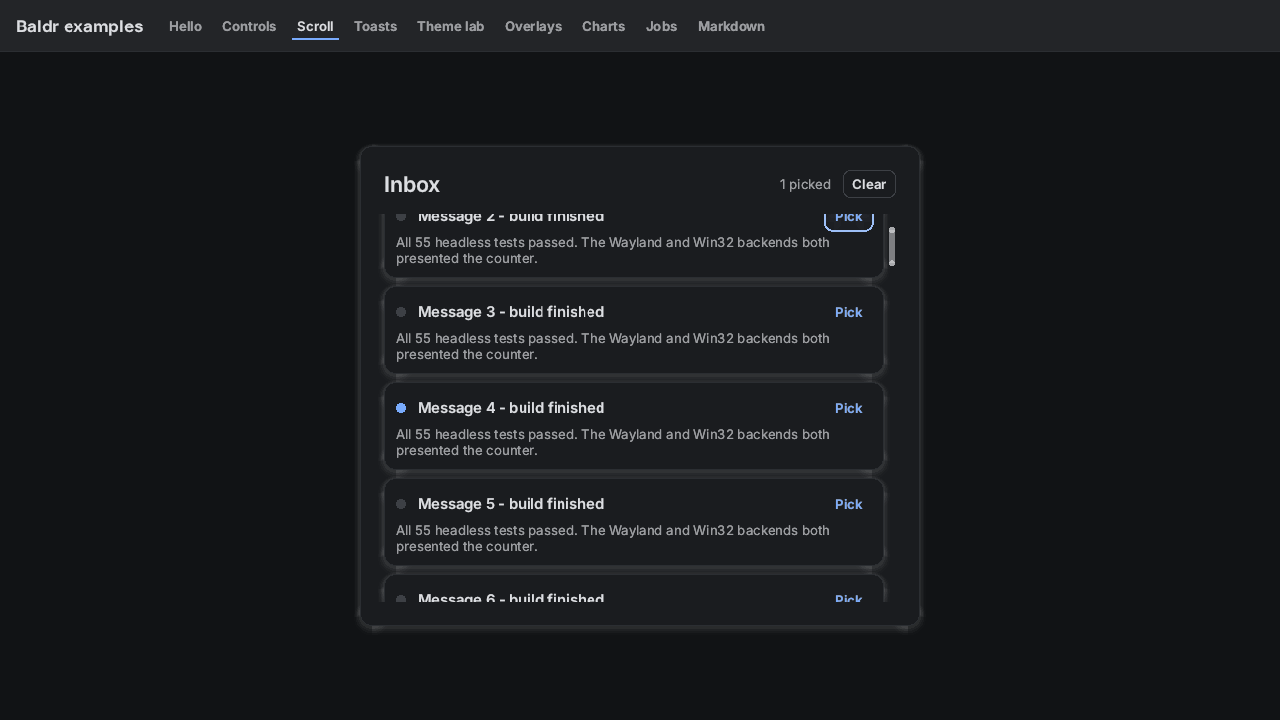 Baldr examples Hello Controls Scroll Toasts Theme lab Overlays Charts Jobs Markdown
Inbox 1 picked Clear
Message 2 - build finished Pick
All 55 headless tests passed. The Wayland and Win32 backends both
presented the counter.
Message 3 - build finished Pick
All 55 headless tests passed. The Wayland and Win32 backends both
presented the counter.
Message 4 - build finished Pick
All 55 headless tests passed. The Wayland and Win32 backends both
presented the counter.
Message 5 - build finished Pick
All 55 headless tests passed. The Wayland and Win32 backends both
presented the counter.
Message 6 - build finished Pick